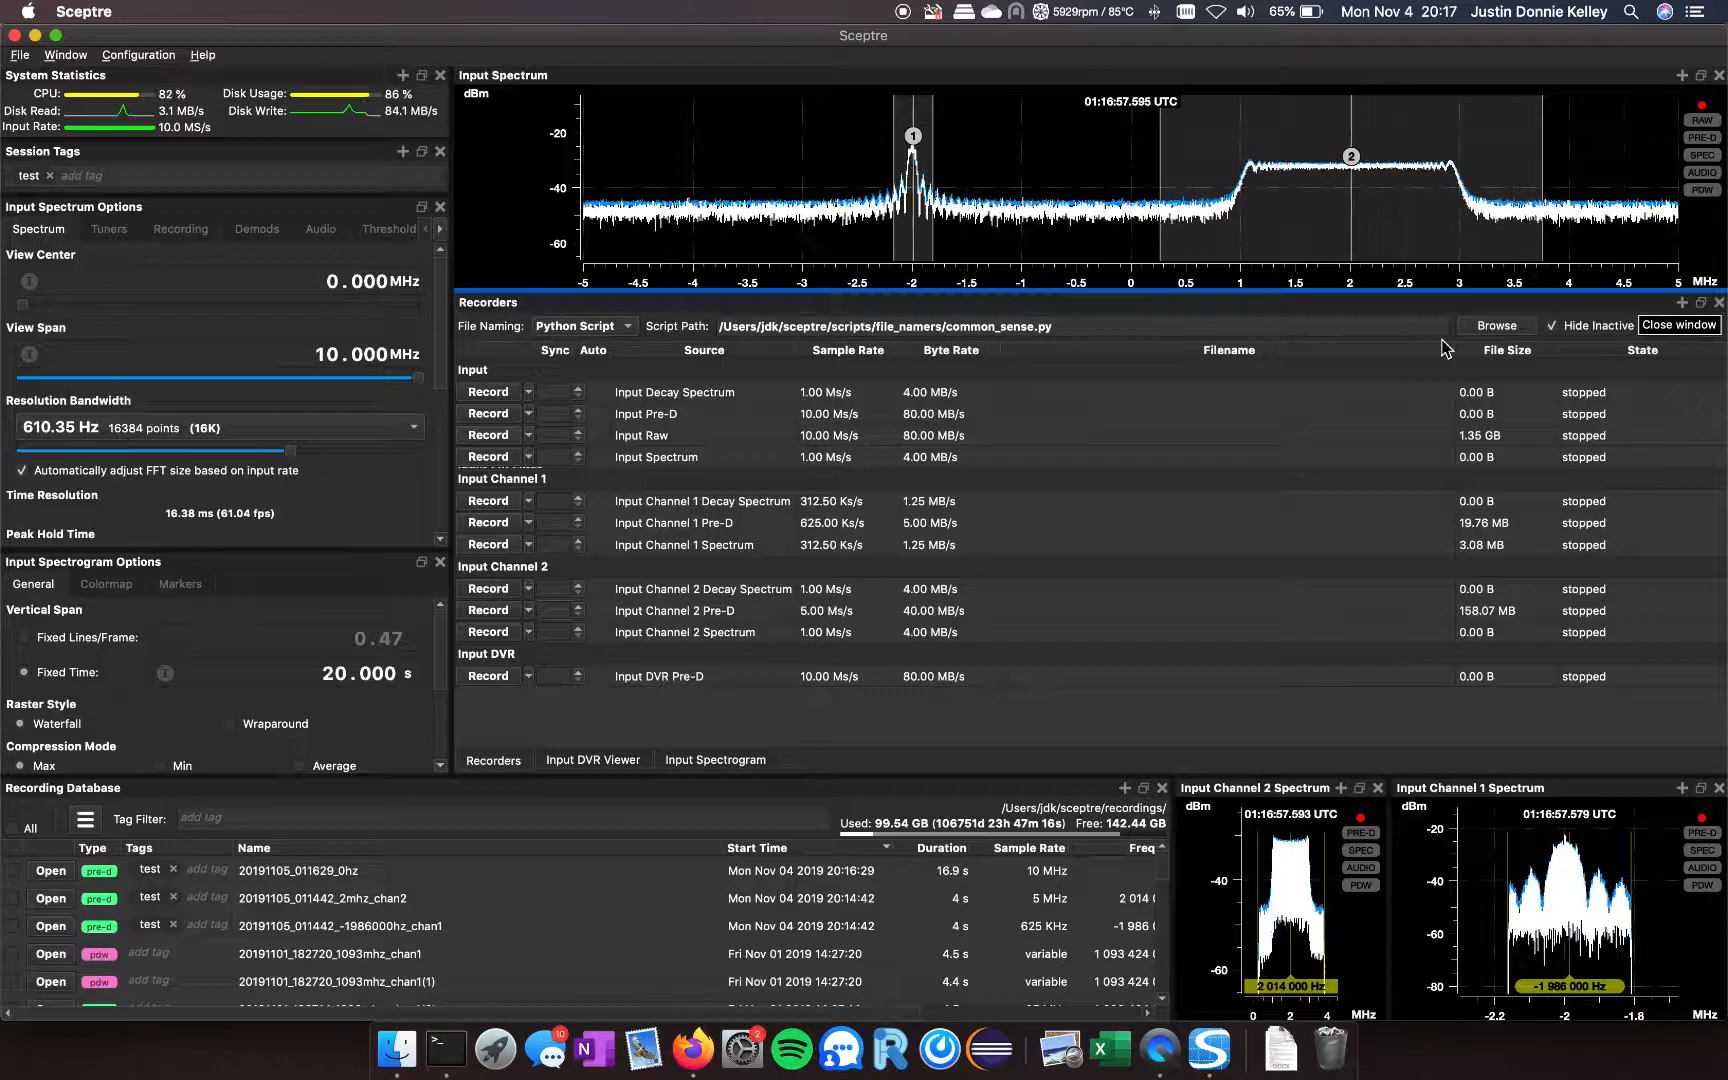 Sceptre 5929rpm / 85°C 65% Mon Nov 4 20:17 Justin Donnie Kelley
Sceptre
File Window Configuration Help
System Statistics
CPU: 82 % Disk Usage: 86 %
Disk Read: 3.1 MB/s Disk Write: 84.1 MB/s
Input Rate: 10.0 MS/s
Session Tags
test add tag
Input Spectrum Options
Spectrum Tuners Recording Demods Audio Threshold
View Center
0.000MHz
View Span
10.000MHz
Resolution Bandwidth
610.35 Hz 16384 points (16K)
Automatically adjust FFT size based on input rate
Time Resolution
16.38 ms (61.04 fps)
Peak Hold Time
Input Spectrogram Options
General Colormap Markers
Vertical Span
Fixed Lines/Frame: 0.47
Fixed Time: 20.000 s
Raster Style
Waterfall Wraparound
Compression Mode
Max Min Average
Input Spectrum
dBm
01:16:57.595 UTC
-20
-40
-60
1
2
RAW
PRE-D
SPEC
AUDIO
PDW
-5 -4.5 -4 -3.5 -3 -2.5 -2 -1.5 -1 -0.5 0 0.5 1 1.5 2 2.5 3 3.5 4 4.5 5 MHz
Recorders
File Naming: Python Script Script Path: /Users/jdk/sceptre/scripts/file_namers/common_sense.py Browse Hide Inactive Close window
Sync Auto Source Sample Rate Byte Rate Filename File Size State
Input
Record Input Decay Spectrum 1.00 Ms/s 4.00 MB/s 0.00 B stopped
Record Input Pre-D 10.00 Ms/s 80.00 MB/s 0.00 B stopped
Record Input Raw 10.00 Ms/s 80.00 MB/s 1.35 GB stopped
Record Input Spectrum 1.00 Ms/s 4.00 MB/s 0.00 B stopped
Input Channel 1
Record Input Channel 1 Decay Spectrum 312.50 Ks/s 1.25 MB/s 0.00 B stopped
Record Input Channel 1 Pre-D 625.00 Ks/s 5.00 MB/s 19.76 MB stopped
Record Input Channel 1 Spectrum 312.50 Ks/s 1.25 MB/s 3.08 MB stopped
Input Channel 2
Record Input Channel 2 Decay Spectrum 1.00 Ms/s 4.00 MB/s 0.00 B stopped
Record Input Channel 2 Pre-D 5.00 Ms/s 40.00 MB/s 158.07 MB stopped
Record Input Channel 2 Spectrum 1.00 Ms/s 4.00 MB/s 0.00 B stopped
Input DVR
Record Input DVR Pre-D 10.00 Ms/s 80.00 MB/s 0.00 B stopped
Recorders Input DVR Viewer Input Spectrogram
Recording Database
/Users/jdk/sceptre/recordings/
All Tag Filter: add tag Used: 99.54 GB (106751d 23h 47m 16s) Free: 142.44 GB
Type Tags Name Start Time Duration Sample Rate Freq
Open pre-d test add tag 20191105_011629_0hz Mon Nov 04 2019 20:16:29 16.9 s 10 MHz
Open pre-d test add tag 20191105_011442_2mhz_chan2 Mon Nov 04 2019 20:14:42 4 s 5 MHz 2 014
Open pre-d test add tag 20191105_011442_-1986000hz_chan1 Mon Nov 04 2019 20:14:42 4 s 625 KHz -1 986
Open pdw add tag 20191101_182720_1093mhz_chan1 Fri Nov 01 2019 14:27:20 4.5 s variable 1 093 424
Open pdw add tag 20191101_182720_1093mhz_chan1(1) Fri Nov 01 2019 14:27:20 4.4 s variable 1 093 424
Input Channel 2 Spectrum
dBm
01:16:57.593 UTC
-40
-60
PRE-D
SPEC
AUDIO
PDW
2 014 000 Hz
0 2 4 MHz
Input Channel 1 Spectrum
dBm
01:16:57.579 UTC
-20
-40
-60
-80
PRE-D
SPEC
AUDIO
PDW
-1 986 000 Hz
-2.2 -2 -1.8 MHz
10 2